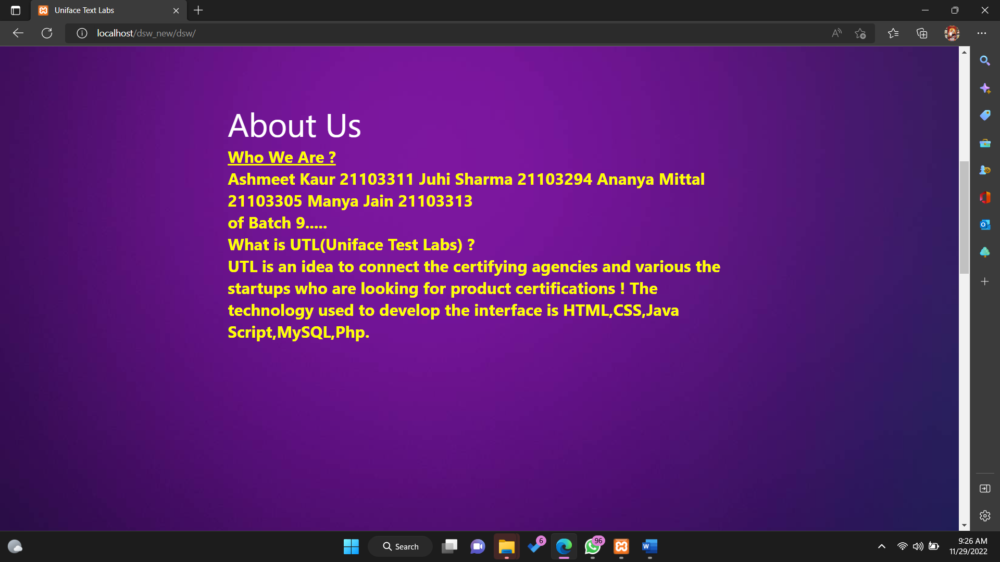 Uniface Text Labs
localhost/dsw_new/dsw/
About Us
Who We Are ?
Ashmeet Kaur 21103311 Juhi Sharma 21103294 Ananya Mittal
21103305 Manya Jain 21103313
of Batch 9.....
What is UTL(Uniface Test Labs) ?
UTL is an idea to connect the certifying agencies and various the
startups who are looking for product certifications ! The
technology used to develop the interface is HTML,CSS,Java
Script,MySQL,Php.
Search
6
96
9:26 AM
11/29/2022